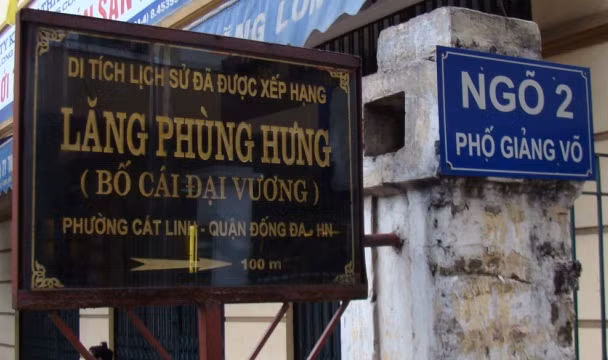 DI TÍCH LỊCH SỬ ĐÃ ĐƯỢC XẾP HẠNG
LĂNG PHÙNG HƯNG
( BỐ CÁI ĐẠI VƯƠNG )
PHƯỜNG CÁT LINH - QUẬN ĐỐNG ĐA - HN
100 m
NGÕ 2
PHỐ GIẢNG VÕ